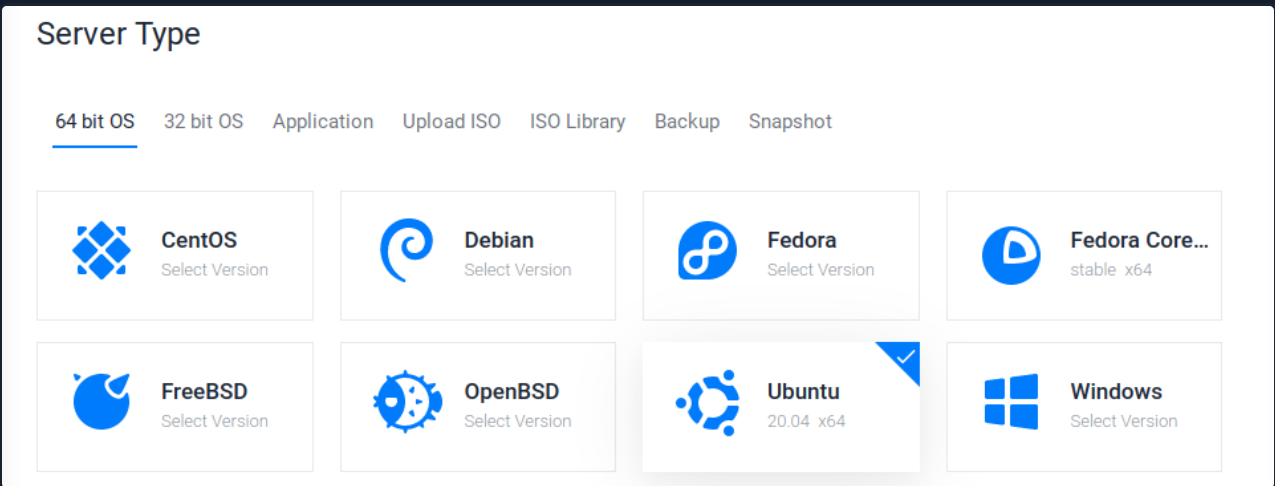 Server Type
64 bit OS 32 bit OS Application Upload ISO ISO Library Backup Snapshot
CentOS
Select Version
Debian
Select Version
Fedora
Select Version
Fedora Core...
stable x64
FreeBSD
Select Version
OpenBSD
Select Version
Ubuntu
20.04 x64
Windows
Select Version